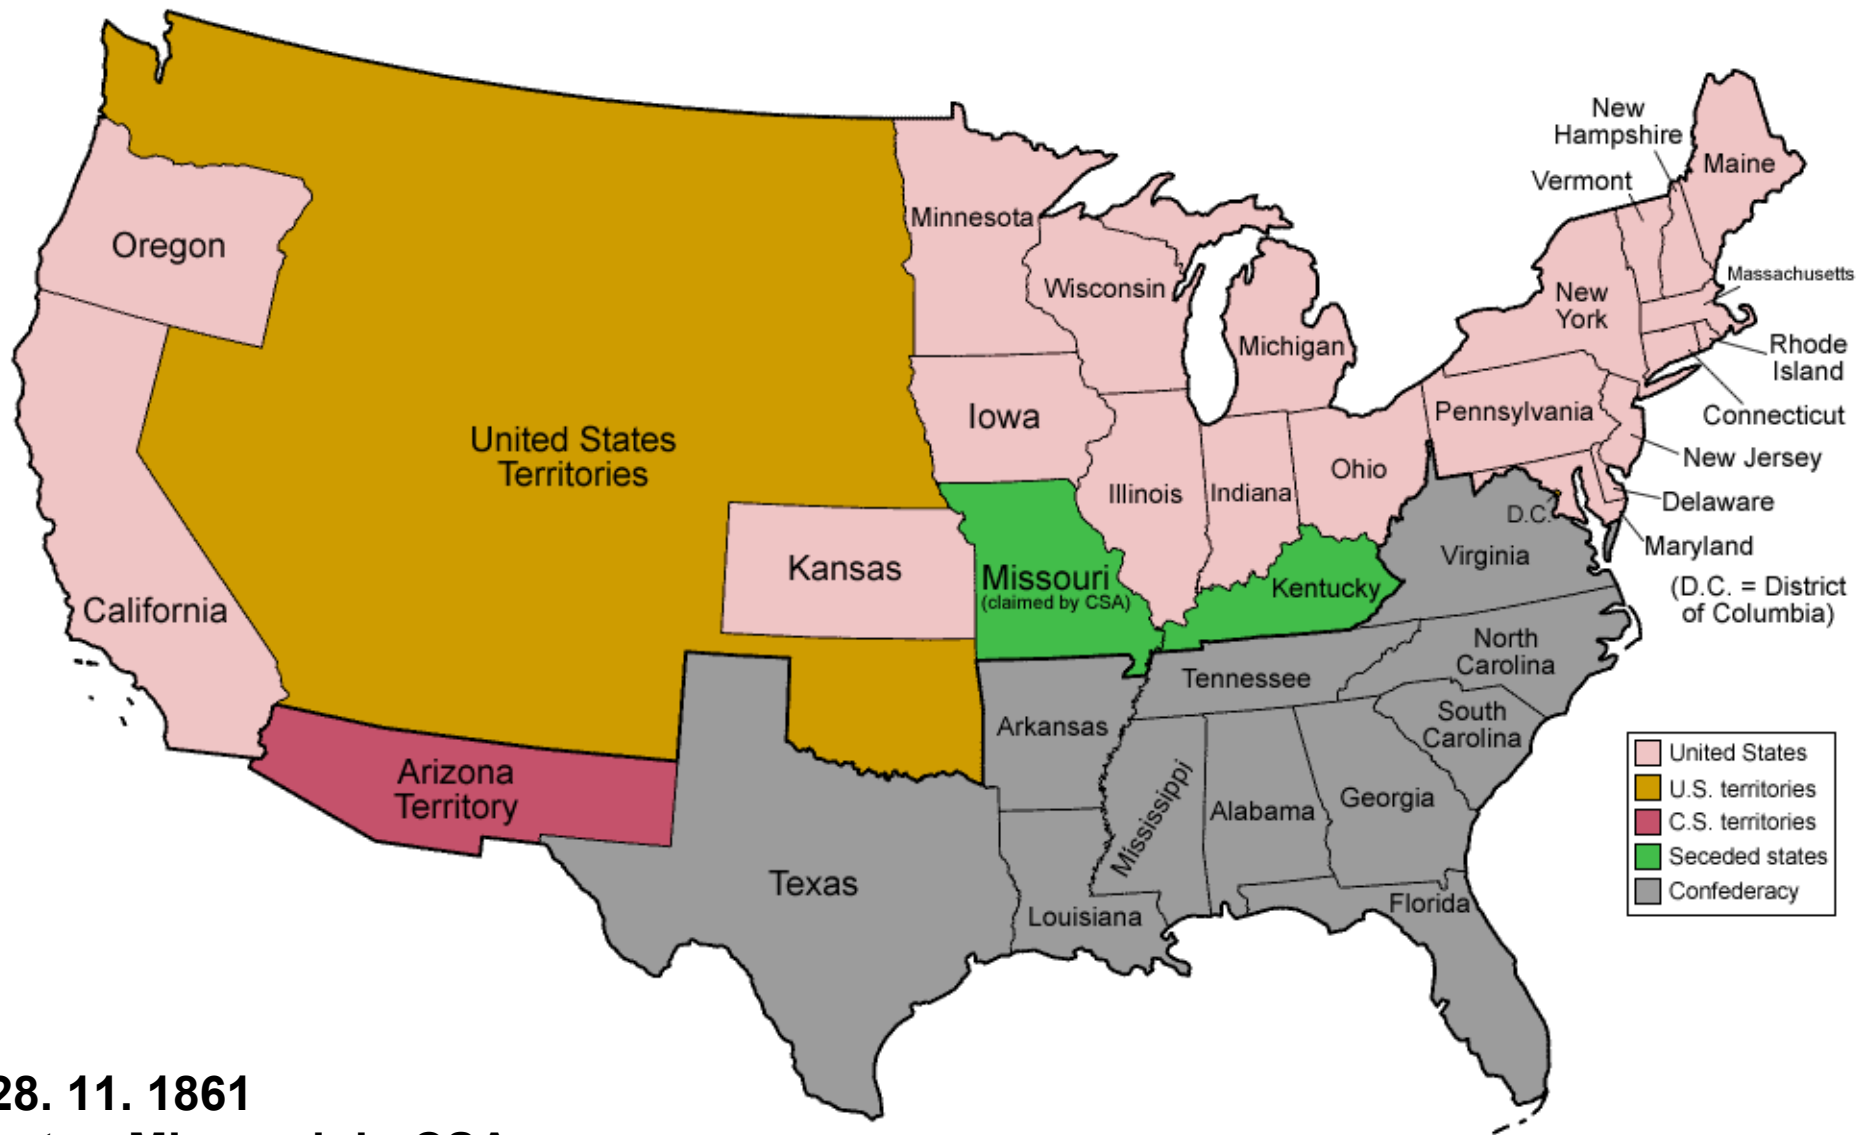 New
Hampshire
Maine
Vermont
Minnesota
Oregon
Massachusetts
Wisconsin
New
York
Michigan
Rhode
Island
Iowa
Pennsylvania
Connecticut
United States
Territories
New Jersey
Ohio
Illinois
Indiana
Delaware
D.C.
Maryland
Virginia
Kansas
Missouri
(claimed by CSA)
Kentucky
(D.C. = District
of Columbia)
California
North
Carolina
Tennessee
South
Carolina
Arkansas
Arizona
Territory
Mississippi
Alabama
Georgia
Texas
Louisiana
Florida
United States
U.S. territories
C.S. territories
Seceded states
Confederacy
28. 11. 1861